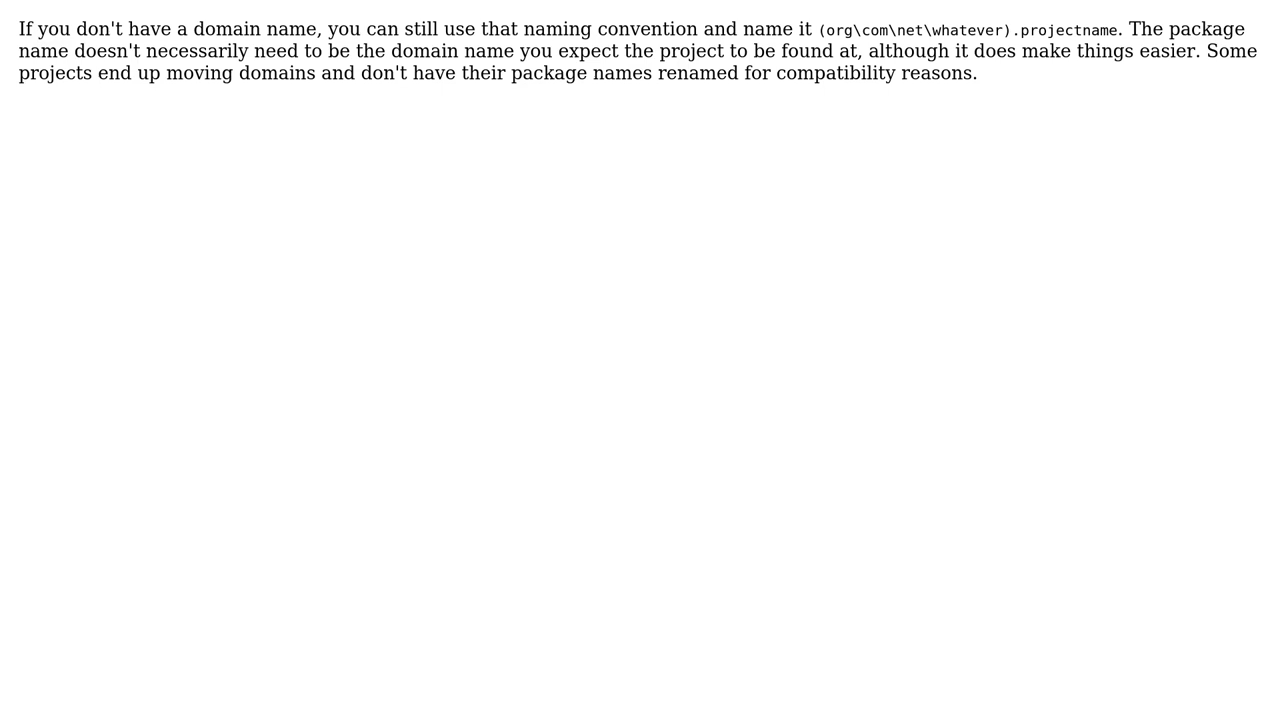 If you don't have a domain name, you can still use that naming convention and name it (org\com\net\whatever).projectname. The package
name doesn't necessarily need to be the domain name you expect the project to be found at, although it does make things easier. Some
projects end up moving domains and don't have their package names renamed for compatibility reasons.